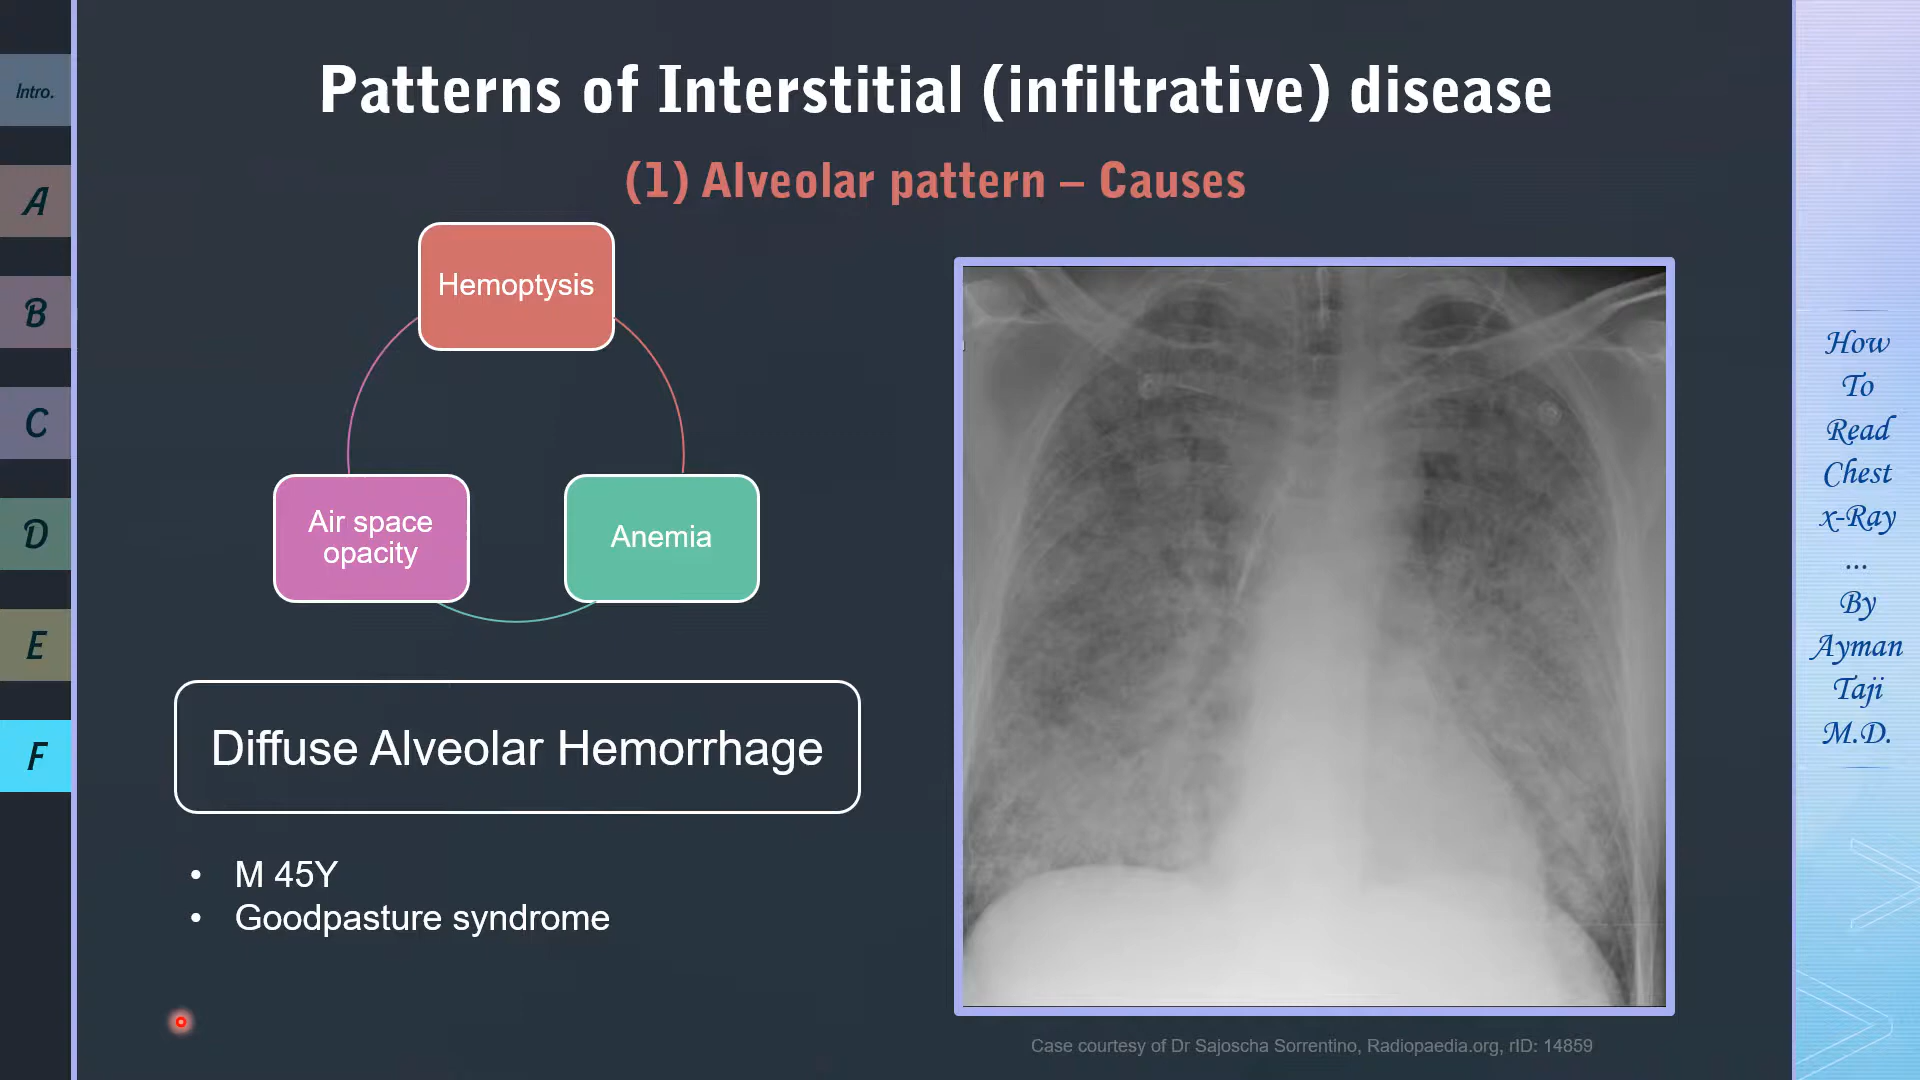 Patterns of Interstitial (infiltrative) disease
(1) Alveolar pattern – Causes
Intro.
A
B
C
D
E
F
Hemoptysis
Air space
opacity
Anemia
Diffuse Alveolar Hemorrhage
• M 45Y
• Goodpasture syndrome
Case courtesy of Dr Sajoscha Sorrentino, Radiopaedia.org, rID: 14859
How
To
Read
Chest
x-Ray
...
By
Ayman
Taji
M.D.